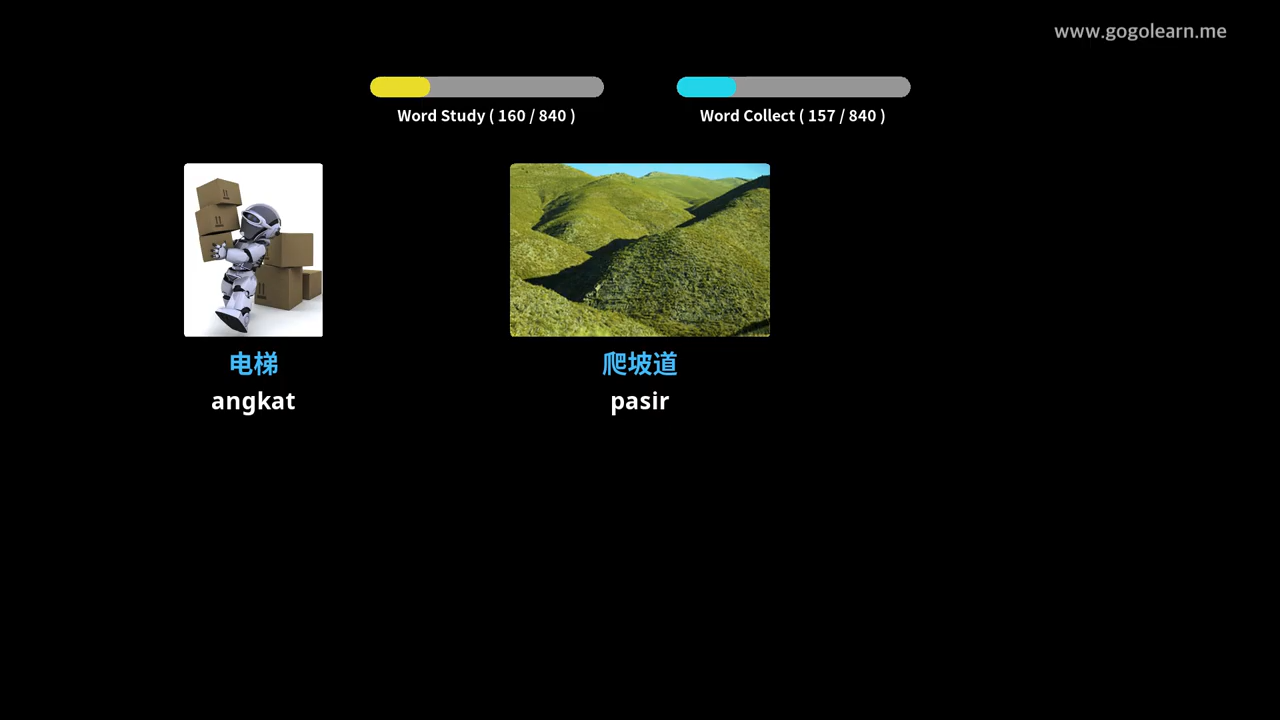 www.gogolearn.me
Word Study ( 160 / 840 )
Word Collect ( 157 / 840 )
电梯
angkat
爬坡道
pasir